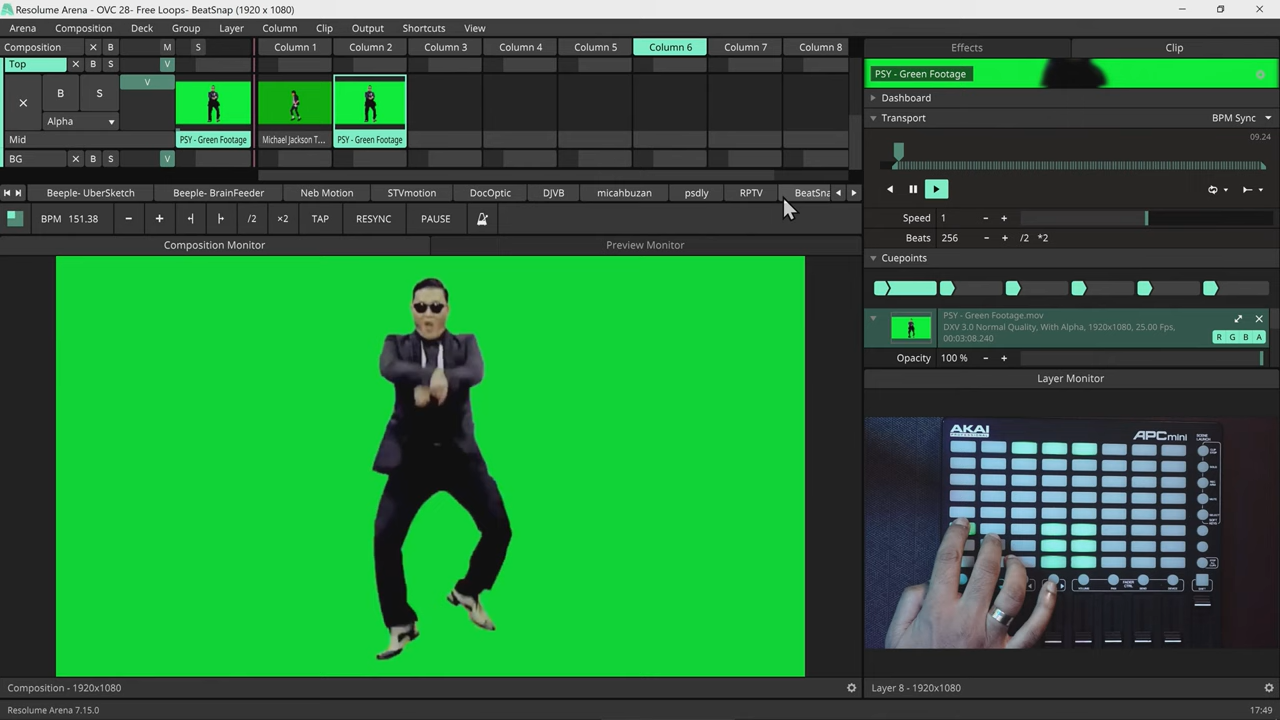 Resolume Arena - OVC 28- Free Loops- BeatSnap (1920 x 1080)
Arena Composition Deck Group Layer Column Clip Output Shortcuts View
Composition X B M S Column 1 Column 2 Column 3 Column 4 Column 5 Column 6 Column 7 Column 8
Effects Clip
Top X B S V
PSY - Green Footage
B S V
Alpha
Mid PSY - Green Footage Michael Jackson T... PSY - Green Footage
BG X B S V
Dashboard
Transport BPM Sync
09.24
Beeple- UberSketch Beeple- BrainFeeder Neb Motion STVmotion DocOptic DJVB micahbuzan psdly RPTV BeatSna
BPM 151.38 - + /2 ×2 TAP RESYNC PAUSE
Speed 1 - +
Beats 256 - + /2 *2
Composition Monitor Preview Monitor
Cuepoints
PSY - Green Footage.mov
DXV 3.0 Normal Quality, With Alpha, 1920x1080, 25.00 Fps,
00:03:08.240
R G B A
Opacity 100 % - +
Layer Monitor
AKAI
PROFESSIONAL
APCmini
Composition - 1920x1080
Layer 8 - 1920x1080
Resolume Arena 7.15.0
17:49